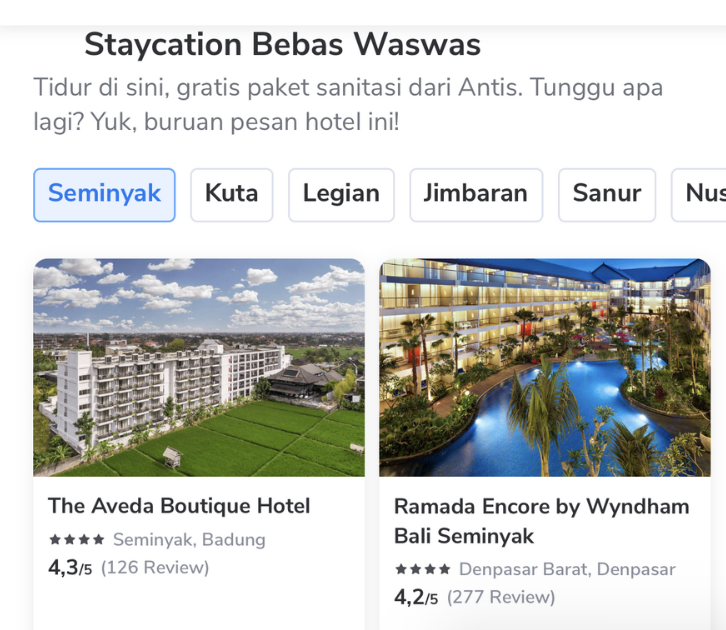 Staycation Bebas Waswas
Tidur di sini, gratis paket sanitasi dari Antis. Tunggu apa
lagi? Yuk, buruan pesan hotel ini!
Seminyak Kuta Legian Jimbaran Sanur Nus
The Aveda Boutique Hotel
Seminyak, Badung
4,3/5 (126 Review)
Ramada Encore by Wyndham
Bali Seminyak
Denpasar Barat, Denpasar
4,2/5 (277 Review)